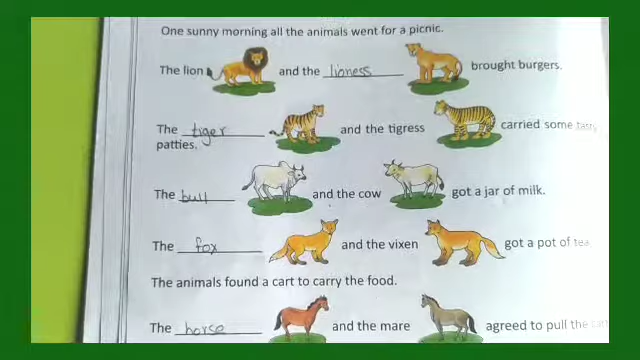 One sunny morning all the animals went for a picnic.
The lion and the lioness brought burgers.
The tiger and the tigress carried some tasty
patties.
The bull and the cow got a jar of milk.
The fox and the vixen got a pot of tea
The animals found a cart to carry the food.
The horse and the mare agreed to pull the